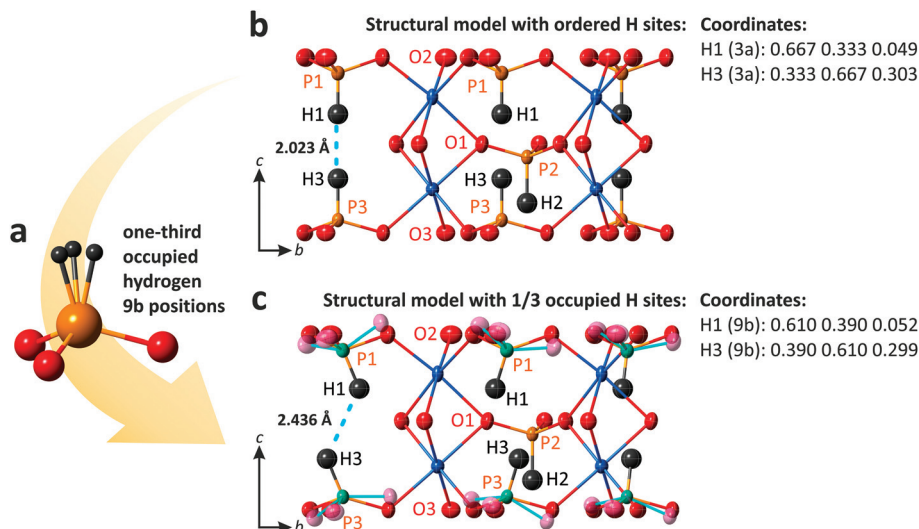 b
Structural model with ordered H sites:
Coordinates:
H1 (3a): 0.667 0.333 0.049
H3 (3a): 0.333 0.667 0.303
O2
P1
P1
H1
H1
O1
2.023 Å
P2
H3
H3
H2
P3
P3
O3
c
b
a
one-third
occupied
hydrogen
9b positions
c
Structural model with 1/3 occupied H sites:
Coordinates:
H1 (9b): 0.610 0.390 0.052
H3 (9b): 0.390 0.610 0.299
O2
P1
P1
H1
H1
O1
2.436 Å
P2
H3
H3
H2
P3
P3
O3
c
b